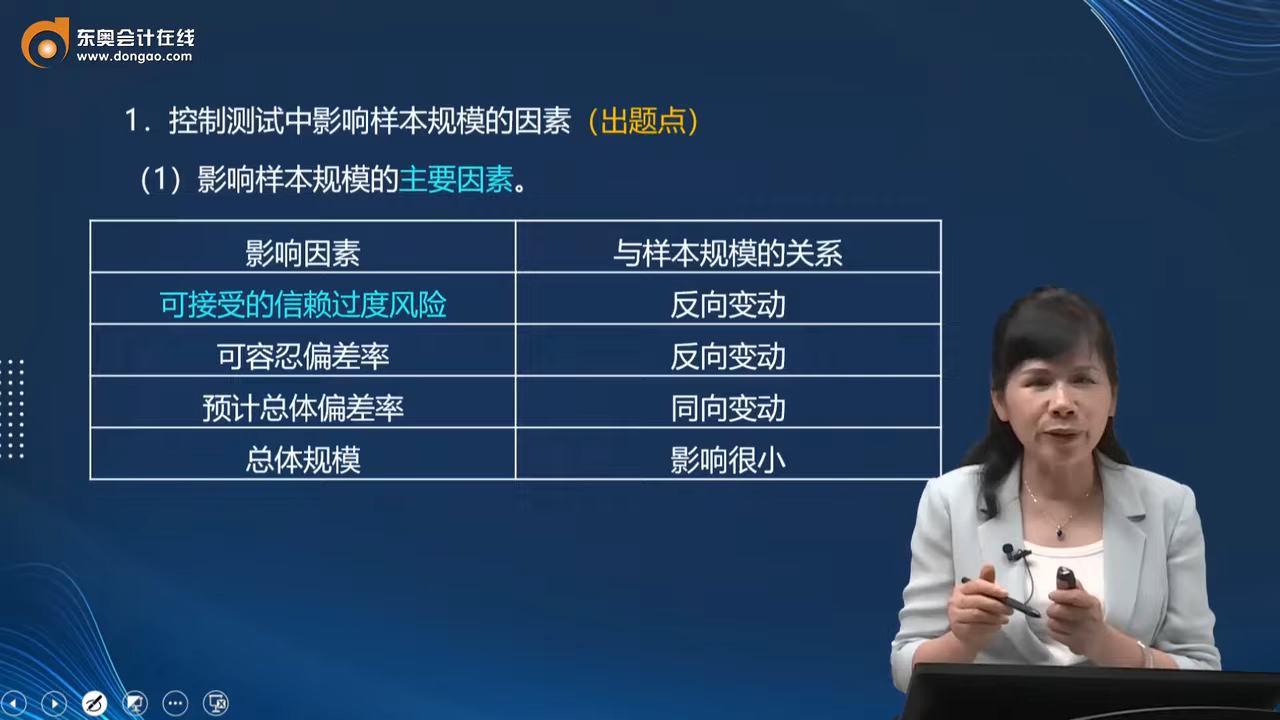 东奥会计在线
www.dongao.com
1．控制测试中影响样本规模的因素（出题点）
（1）影响样本规模的主要因素。
影响因素 与样本规模的关系
可接受的信赖过度风险 反向变动
可容忍偏差率 反向变动
预计总体偏差率 同向变动
总体规模 影响很小